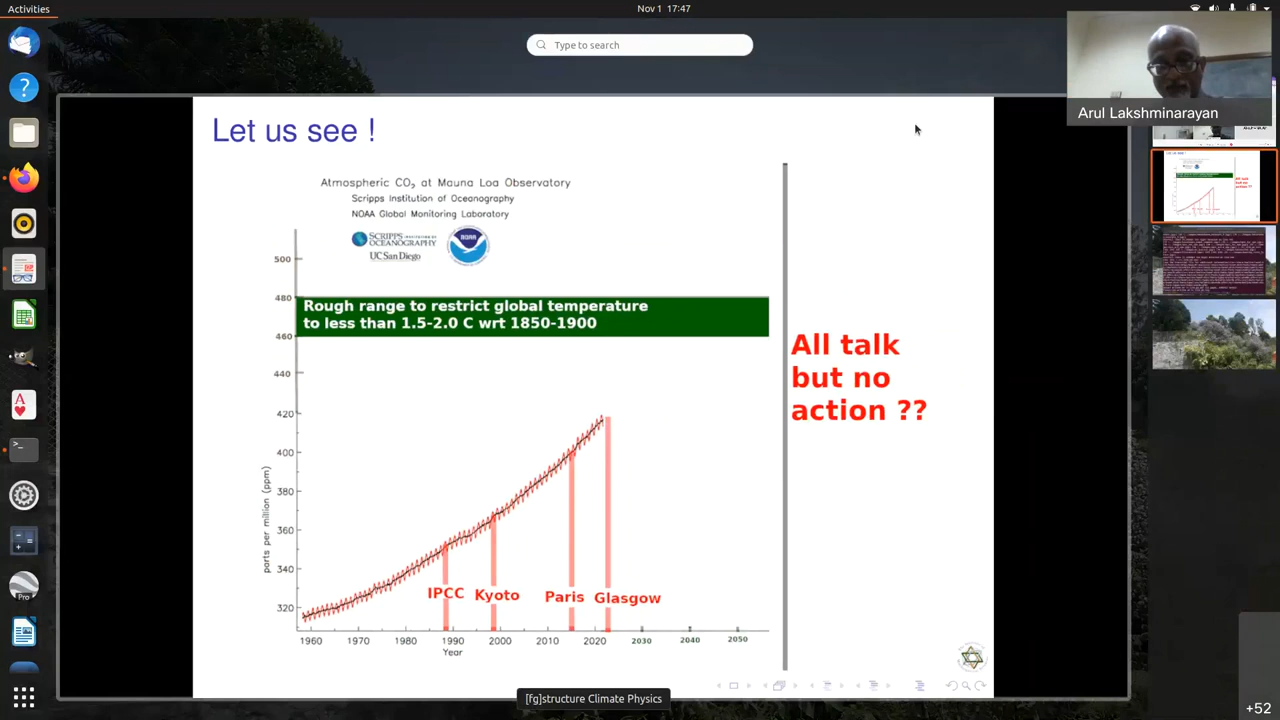 Activities
Nov 1 17:47
Type to search
Arul Lakshminarayan
Let us see !
Atmospheric CO₂ at Mauna Loa Observatory
Scripps Institution of Oceanography
NOAA Global Monitoring Laboratory
SCRIPPS INSTITUTION OF
OCEANOGRAPHY
UC San Diego
NOAA
500
480
460
440
420
400
380
360
340
320
parts per million (ppm)
Rough range to restrict global temperature
to less than 1.5-2.0 C wrt 1850-1900
All talk
but no
action ??
IPCC Kyoto Paris Glasgow
1960 1970 1980 1990 2000 2010 2020 2030 2040 2050
Year
Pro
[fg]structure Climate Physics
+52